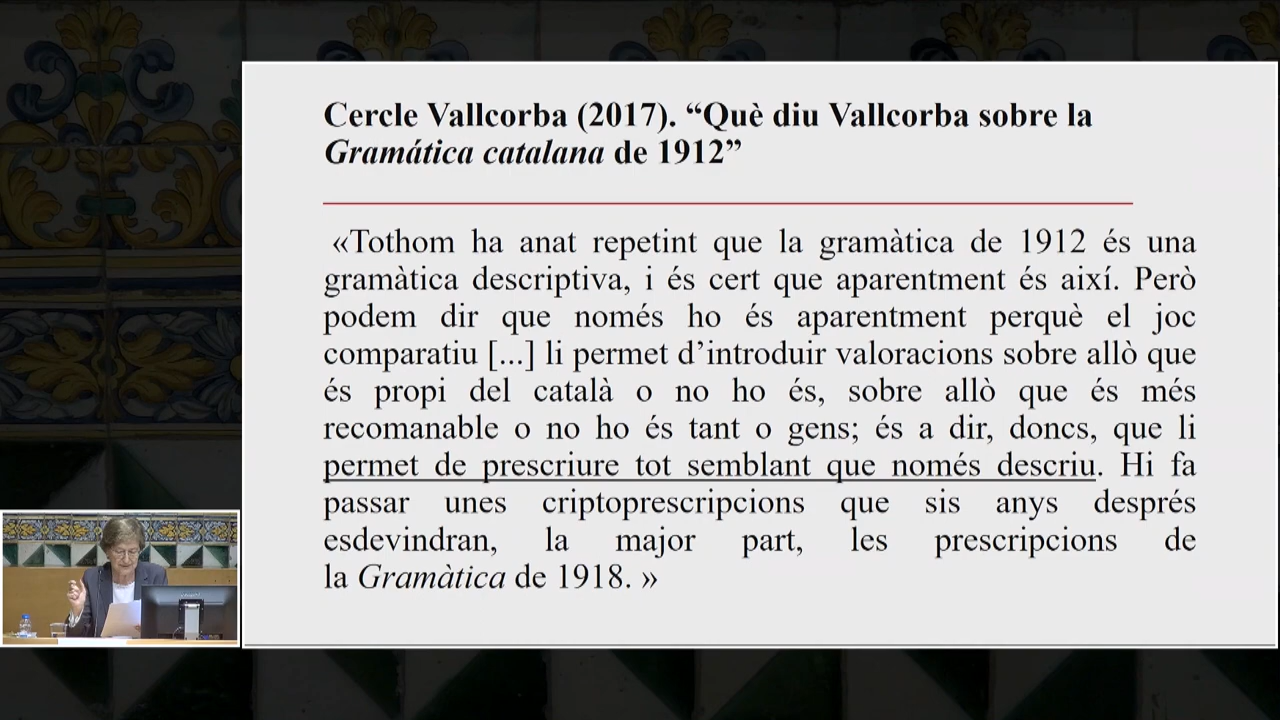 Cercle Vallcorba (2017). “Què diu Vallcorba sobre la
Gramática catalana de 1912”
«Tothom ha anat repetint que la gramàtica de 1912 és una
gramàtica descriptiva, i és cert que aparentment és així. Però
podem dir que només ho és aparentment perquè el joc
comparatiu [...] li permet d’introduir valoracions sobre allò que
és propi del català o no ho és, sobre allò que és més
recomanable o no ho és tant o gens; és a dir, doncs, que li
permet de prescriure tot semblant que només descriu. Hi fa
passar unes criptoprescripcions que sis anys després
esdevindran, la major part, les prescripcions de
la Gramàtica de 1918. »